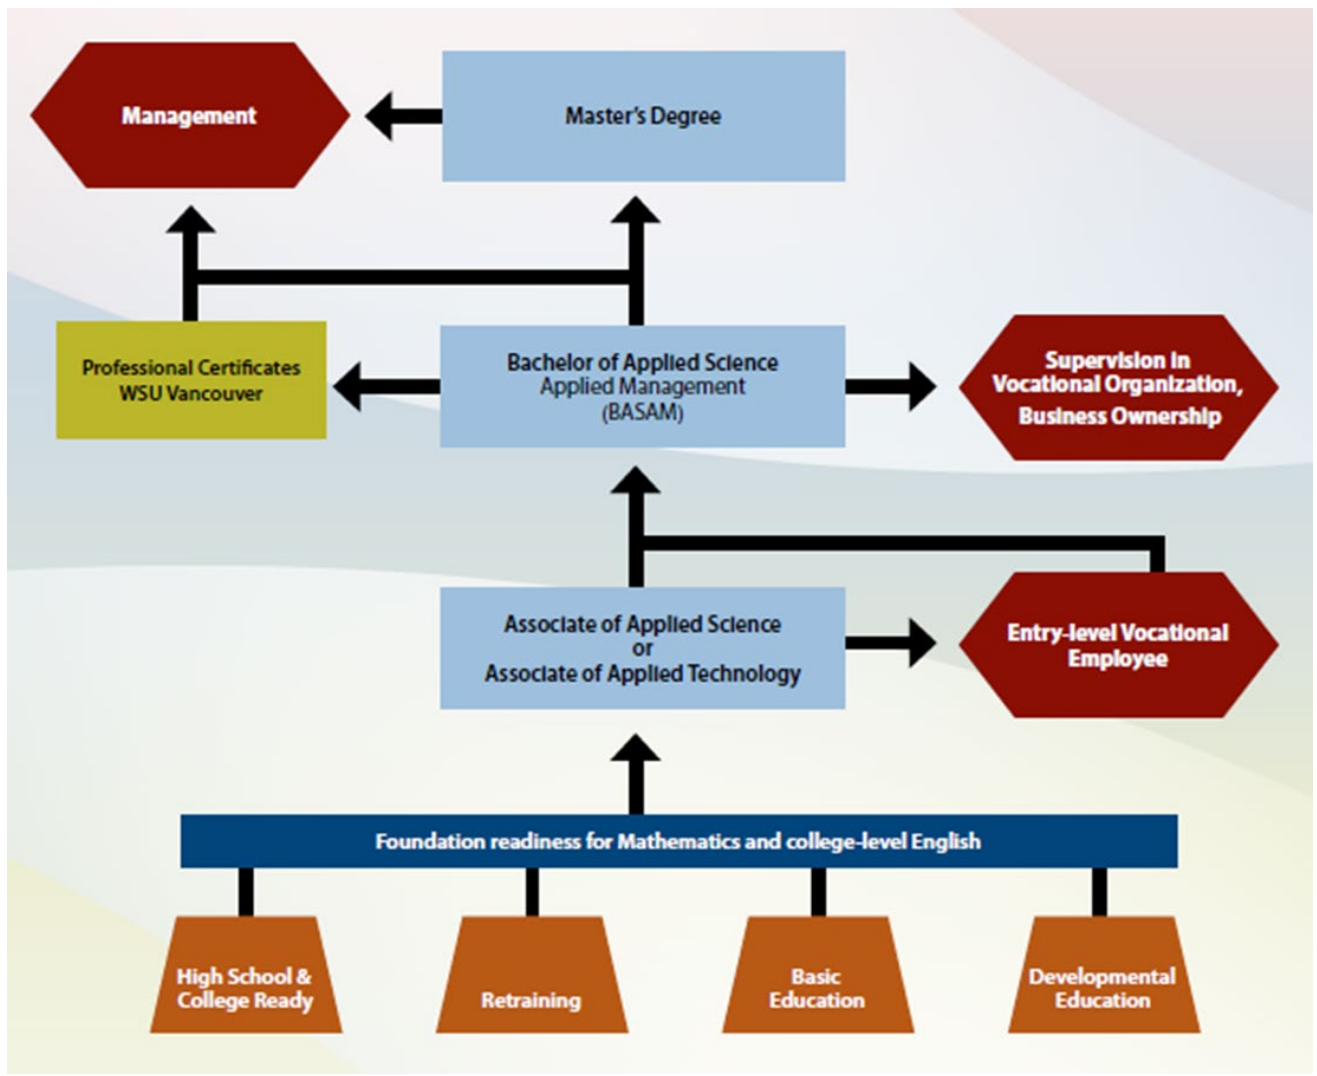 Management
Master's Degree
Professional Certificates
WSU Vancouver
Bachelor of Applied Science
Applied Management
(BASAM)
Supervision in
Vocational Organization,
Business Ownership
Associate of Applied Science
or
Associate of Applied Technology
Entry-level Vocational
Employee
Foundation readiness for Mathematics and college-level English
High School &
College Ready
Retraining
Basic
Education
Developmental
Education